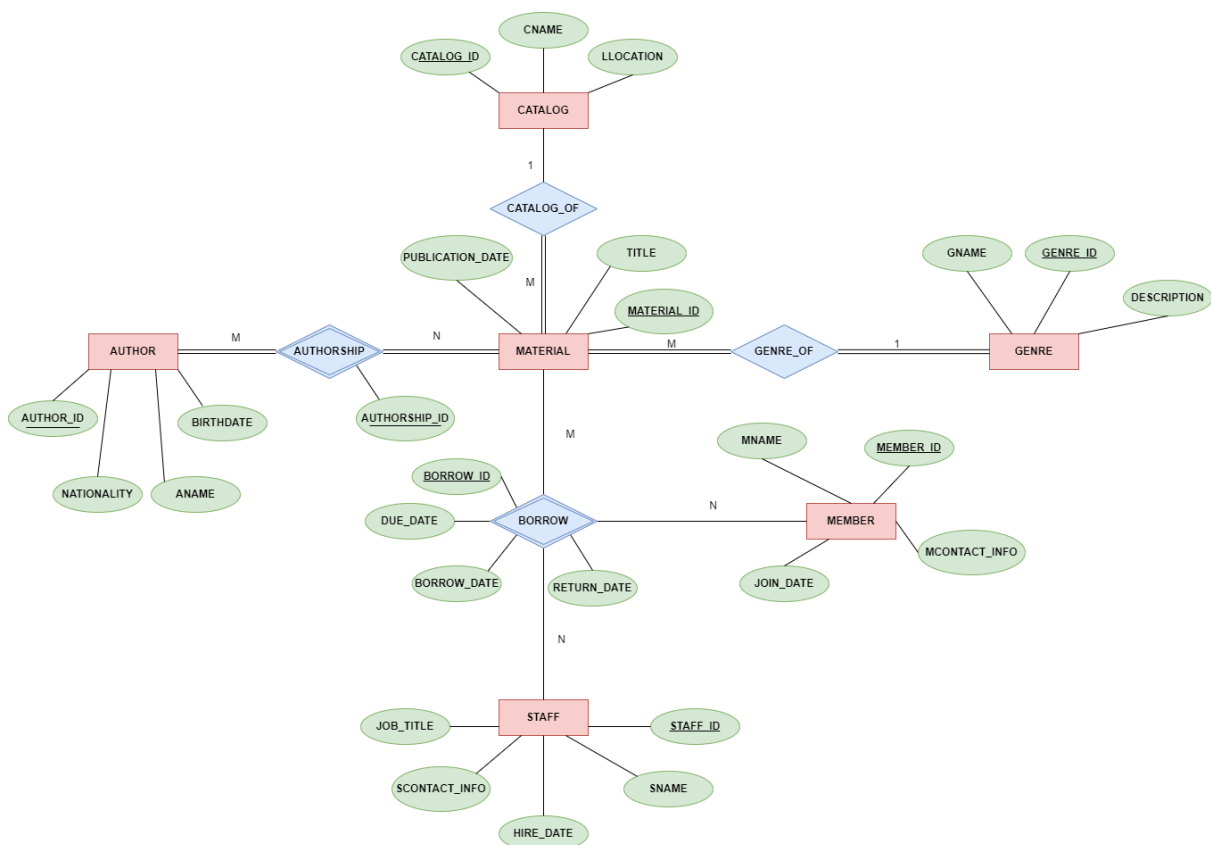 CNAME
CATALOG_ID
LLOCATION
CATALOG
1
CATALOG_OF
PUBLICATION_DATE
TITLE
GNAME
GENRE_ID
M
DESCRIPTION
MATERIAL_ID
AUTHOR
M
AUTHORSHIP
N
MATERIAL
M
GENRE_OF
1
GENRE
AUTHOR_ID
BIRTHDATE
AUTHORSHIP_ID
M
MNAME
MEMBER_ID
BORROW_ID
NATIONALITY
ANAME
DUE_DATE
BORROW
N
MEMBER
MCONTACT_INFO
BORROW_DATE
RETURN_DATE
JOIN_DATE
N
JOB_TITLE
STAFF
STAFF_ID
SCONTACT_INFO
SNAME
HIRE_DATE